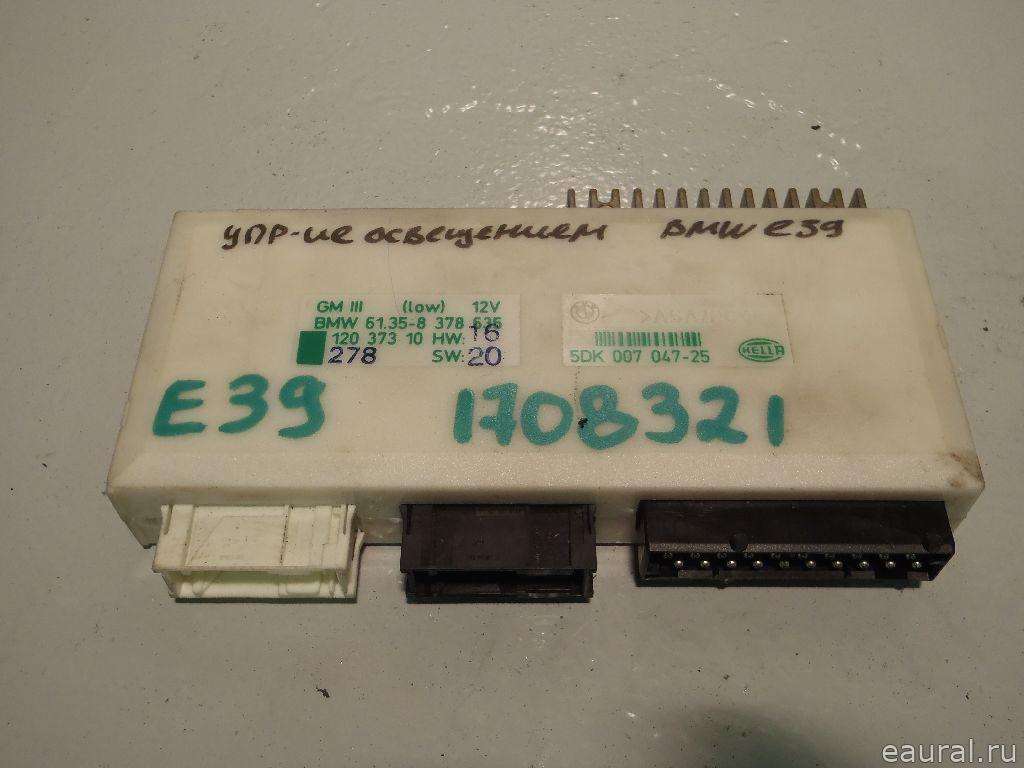 упр-ие освещением BMW E39
GM III (low) 12V
BMW 61.35-8 378 636
120 373 10 HW: 16
278 SW: 20
5DK 007 047-25 HELLA
E39 1708321
eaural.ru